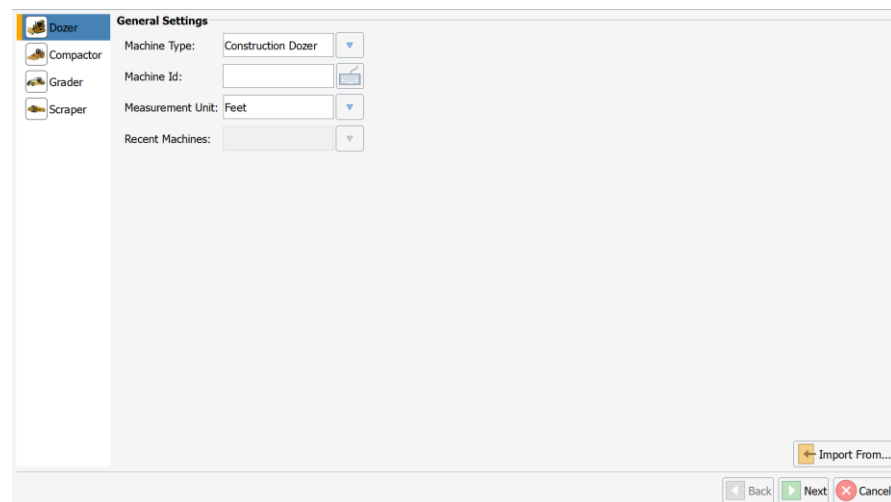 Dozer
Compactor
Grader
Scraper
General Settings
Machine Type: Construction Dozer
Machine Id:
Measurement Unit: Feet
Recent Machines:
Import From...
Back Next Cancel